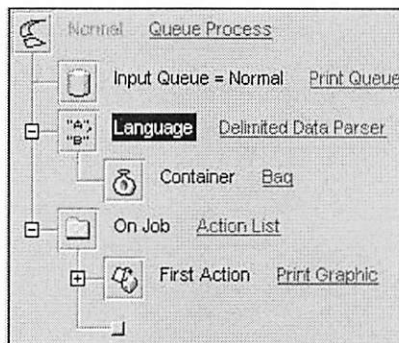 Normal Queue Process
Input Queue = Normal Print Queue
"A", Language Delimited Data Parser
"B"
Container Bag
On Job Action List
First Action Print Graphic